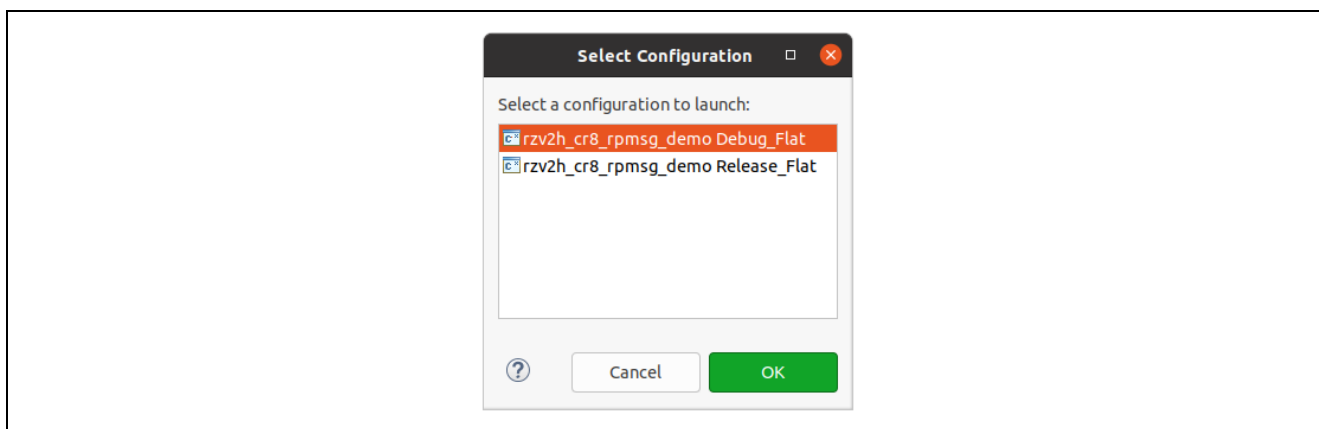 Select Configuration
Select a configuration to launch:
rzv2h_cr8_rpmsg_demo Debug_Flat
rzv2h_cr8_rpmsg_demo Release_Flat
Cancel
OK